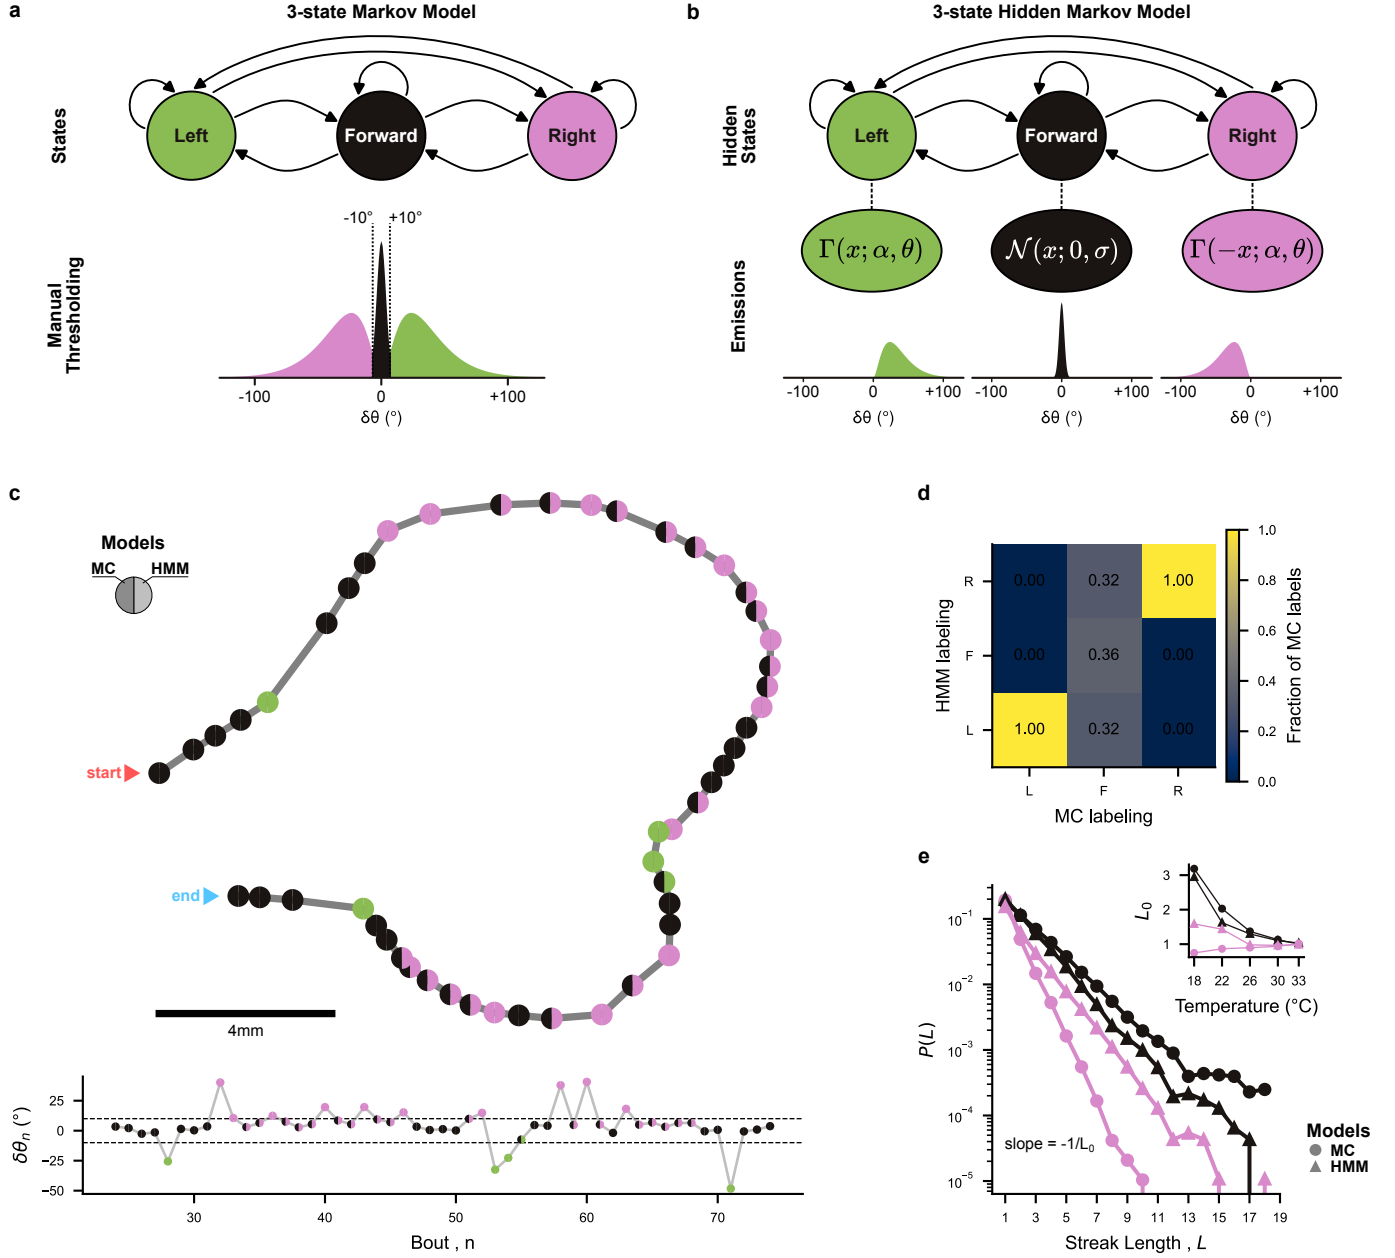 a
3-state Markov Model
States
Left
Forward
Right
-10°
+10°
Manual
Thresholding
-100
0
+100
δθ (°)
b
3-state Hidden Markov Model
Hidden
States
Left
Forward
Right
Γ(x; α, θ)
𝒩(x; 0, σ)
Γ(−x; α, θ)
Emissions
-100
0
+100
-100
0
+100
-100
0
+100
δθ (°)
δθ (°)
δθ (°)
c
Models
MC
HMM
start
end
4mm
δθₙ (°)
25
0
−25
−50
30
40
50
60
70
Bout , n
d
HMM labeling
R
F
L
0.00
0.32
1.00
0.00
0.36
0.00
1.00
0.32
0.00
L
F
R
MC labeling
1.0
0.8
0.6
0.4
0.2
0.0
Fraction of MC labels
e
P(L)
10⁻¹
10⁻²
10⁻³
10⁻⁴
10⁻⁵
slope = -1/L₀
1
3
5
7
9
11
13
15
17
19
Streak Length , L
L₀
3
2
1
18
22
26
30
33
Temperature (°C)
Models
MC
HMM